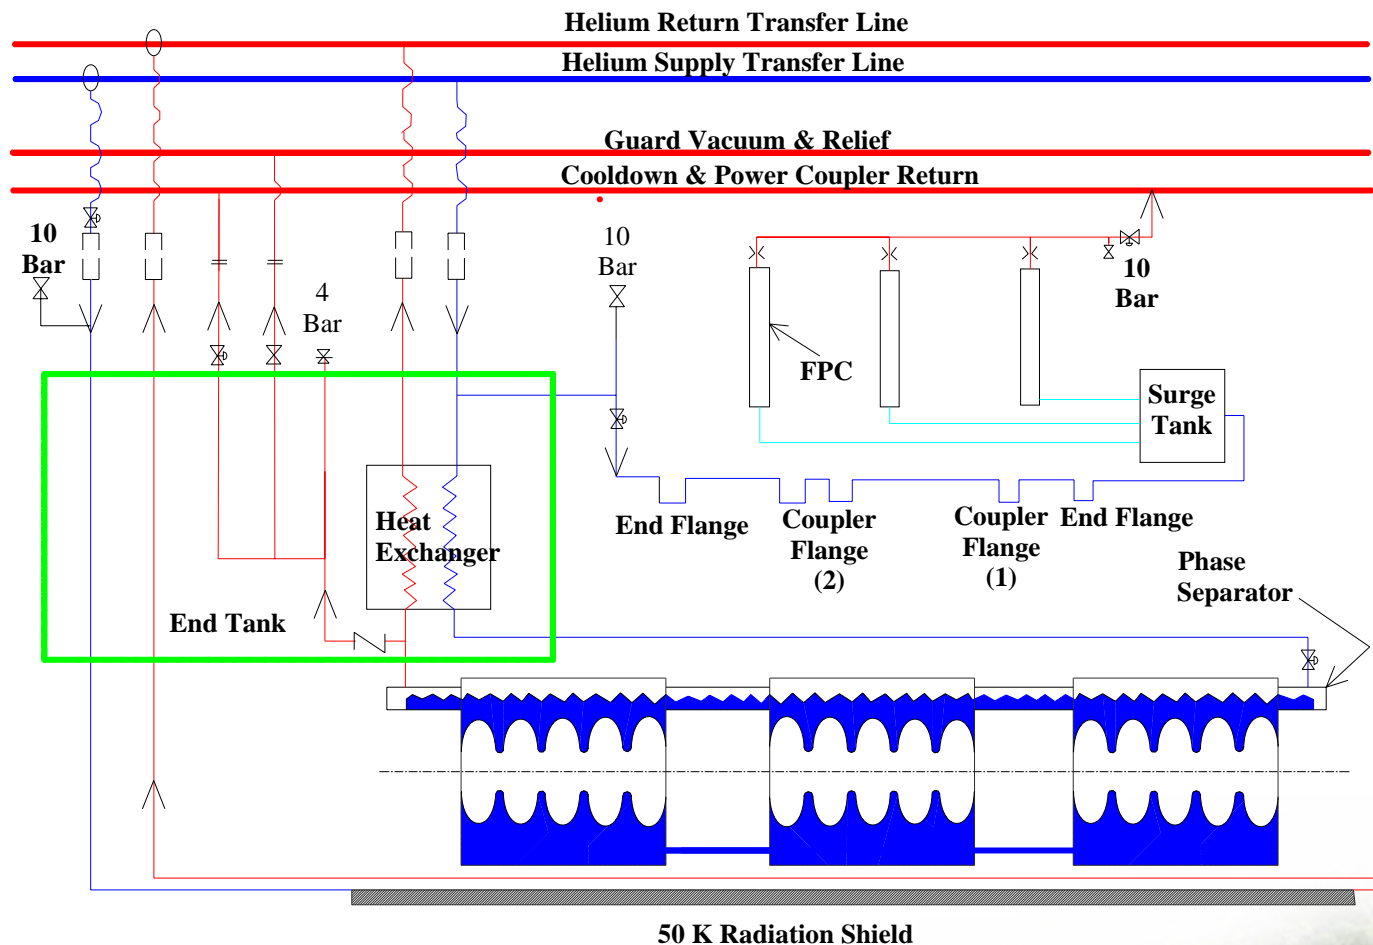 Helium Return Transfer Line
Helium Supply Transfer Line
Guard Vacuum & Relief
Cooldown & Power Coupler Return
10
Bar
4
Bar
10
Bar
10
Bar
FPC
Surge
Tank
Heat
Exchanger
End Tank
End Flange
Coupler
Flange
(2)
Coupler
Flange
(1)
End Flange
Phase
Separator
50 K Radiation Shield